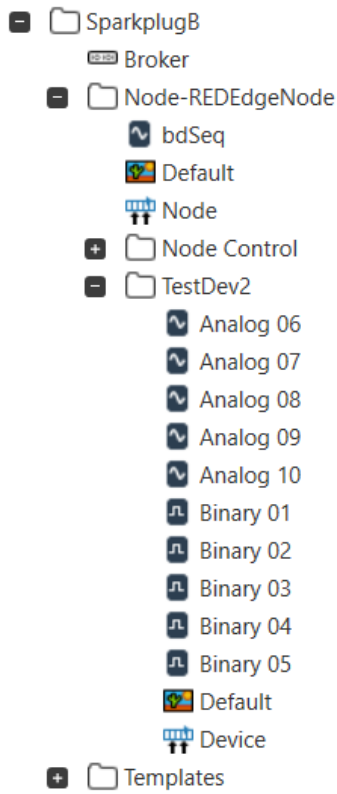 SparkplugB
Broker
Node-REDEdgeNode
bdSeq
Default
Node
Node Control
TestDev2
Analog 06
Analog 07
Analog 08
Analog 09
Analog 10
Binary 01
Binary 02
Binary 03
Binary 04
Binary 05
Default
Device
Templates